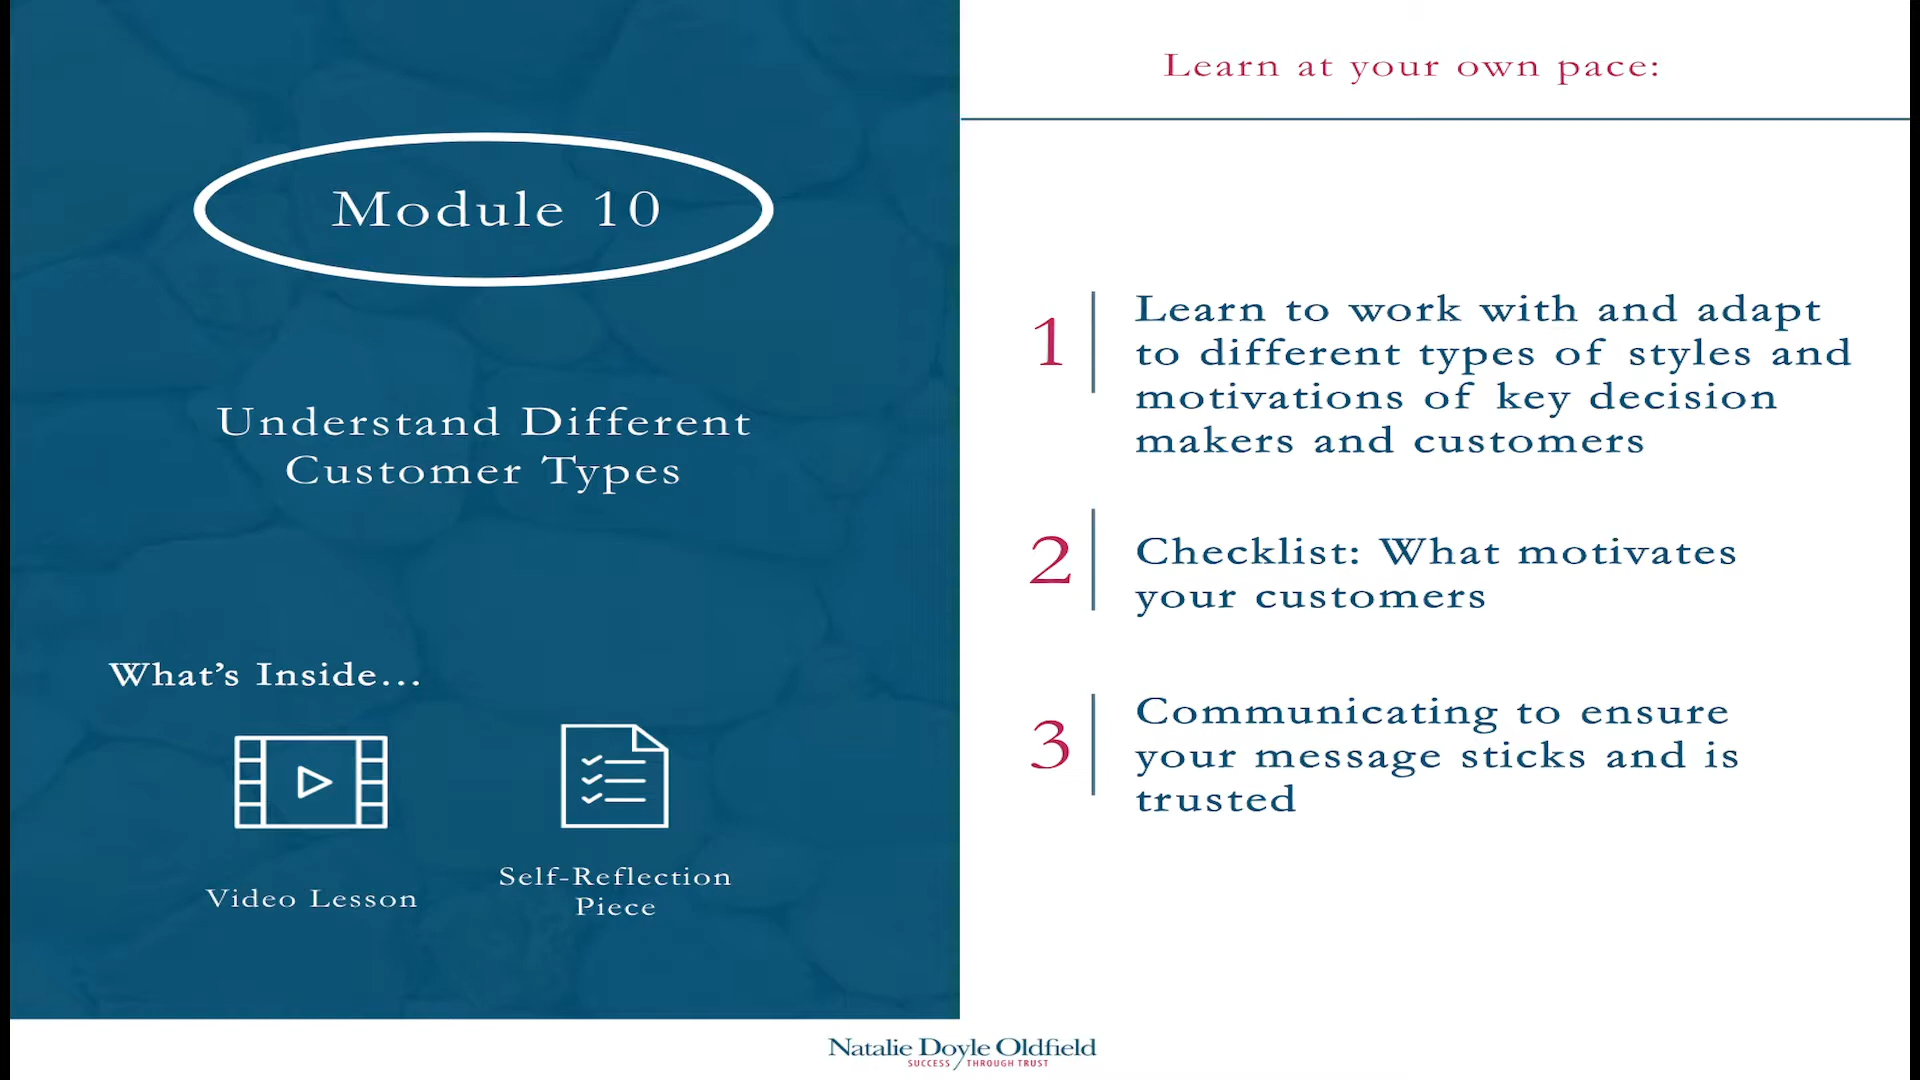 Module 10
Understand Different
Customer Types
What's Inside...
Video Lesson
Self-Reflection
Piece
Learn at your own pace:
1
Learn to work with and adapt
to different types of styles and
motivations of key decision
makers and customers
2
Checklist: What motivates
your customers
3
Communicating to ensure
your message sticks and is
trusted
Natalie Doyle Oldfield
SUCCESS THROUGH TRUST